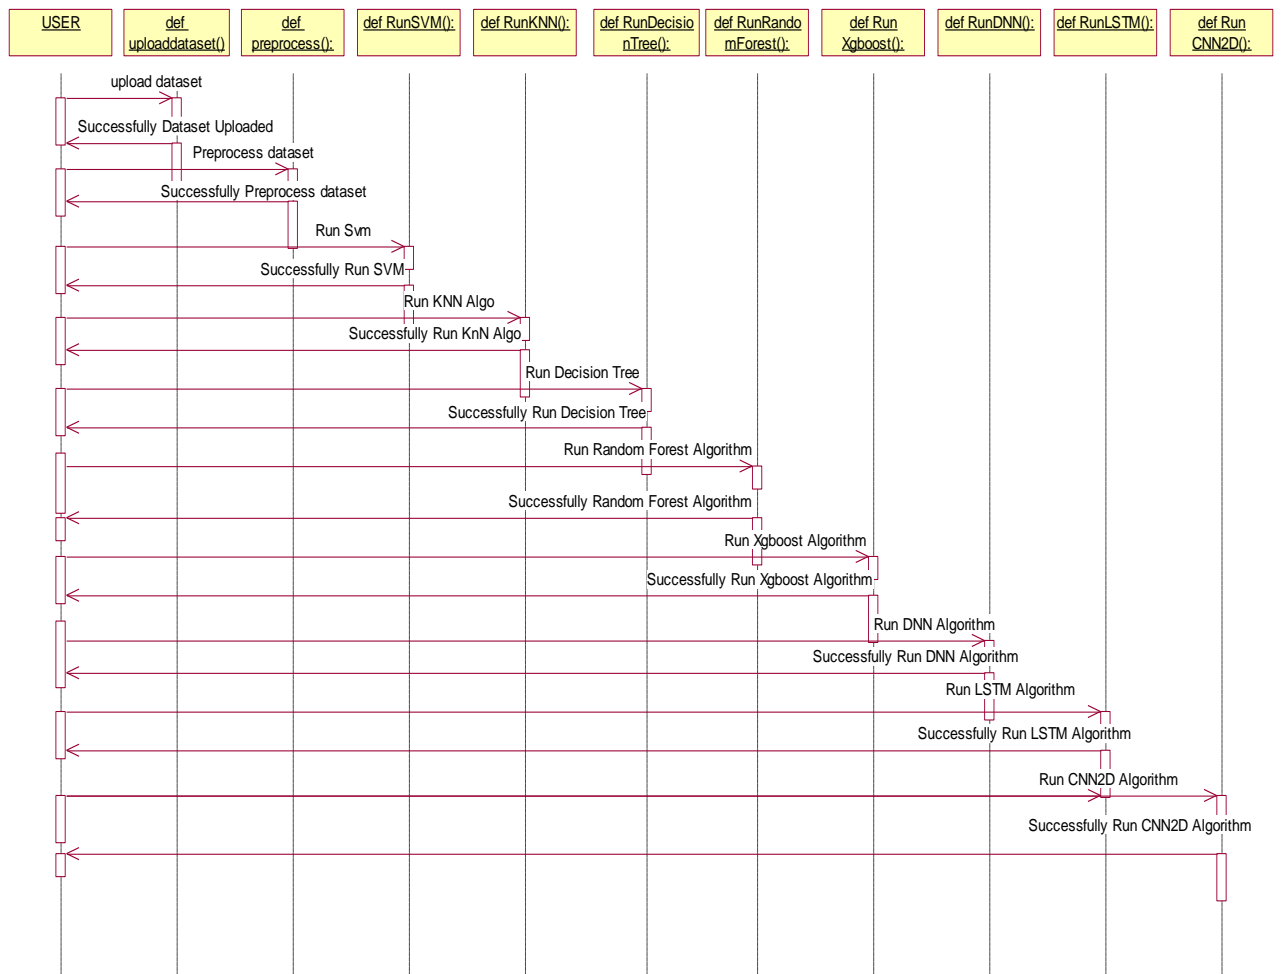 USER
def
uploaddataset()
def
preprocess():
def RunSVM():
def RunKNN():
def RunDecisio
nTree():
def RunRando
mForest():
def Run
Xgboost():
def RunDNN():
def RunLSTM():
def Run
CNN2D():
upload dataset
Successfully Dataset Uploaded
Preprocess dataset
Successfully Preprocess dataset
Run Svm
Successfully Run SVM
Run KNN Algo
Successfully Run KnN Algo
Run Decision Tree
Successfully Run Decision Tree
Run Random Forest Algorithm
Successfully Random Forest Algorithm
Run Xgboost Algorithm
Successfully Run Xgboost Algorithm
Run DNN Algorithm
Successfully Run DNN Algorithm
Run LSTM Algorithm
Successfully Run LSTM Algorithm
Run CNN2D Algorithm
Successfully Run CNN2D Algorithm